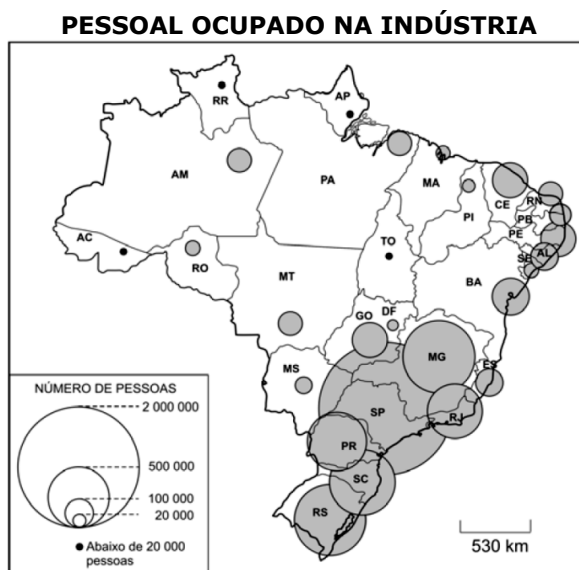 PESSOAL OCUPADO NA INDÚSTRIA
RR
AP
AM
PA
MA
CE
RN
PB
PE
PI
AL
SE
AC
RO
TO
BA
MT
GO
DF
MG
MS
ES
SP
RJ
PR
SC
RS
NÚMERO DE PESSOAS
2 000 000
500 000
100 000
20 000
Abaixo de 20 000
pessoas
530 km